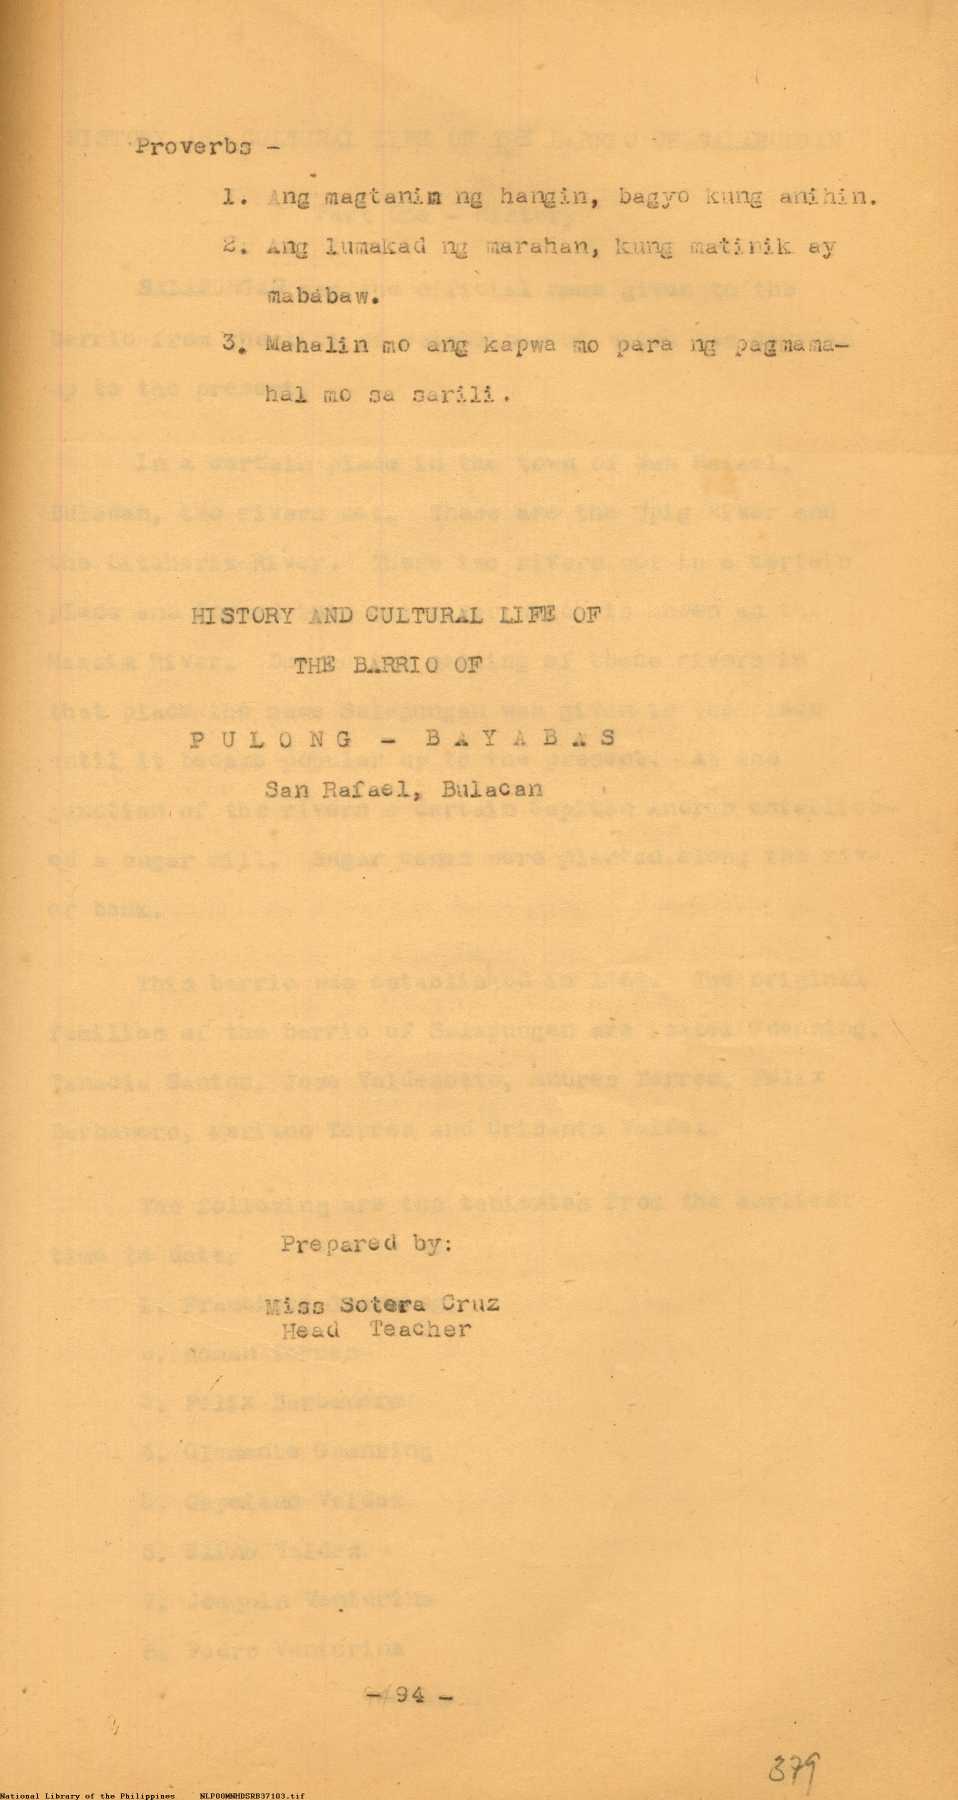 Proverbs -
1. Ang magtanim ng hangin, bagyo kung anihin.
2. Ang lumakad ng marahan, kung matinik ay
mababaw.
3. Mahalin mo ang kapwa mo para ng pagmama-
hal mo sa sarili.
HISTORY AND CULTURAL LIFE OF
THE BARRIO OF
PULONG - BAYABAS
San Rafael, Bulacan
Prepared by:
Miss Sotera Cruz
Head Teacher
- 94 -
379
National Library of the Philippines NLP00MNHDSRB37103.tif